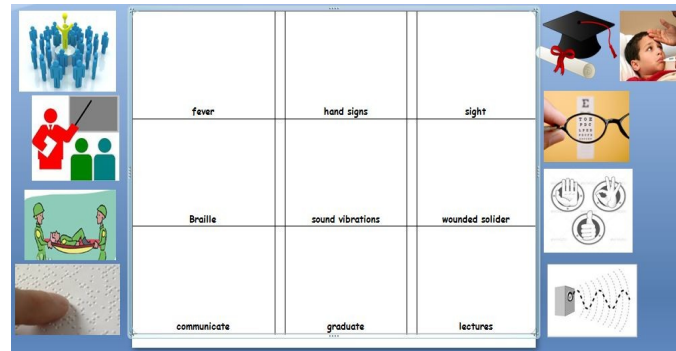 fever hand signs sight
Braille sound vibrations wounded solider
communicate graduate lectures
E